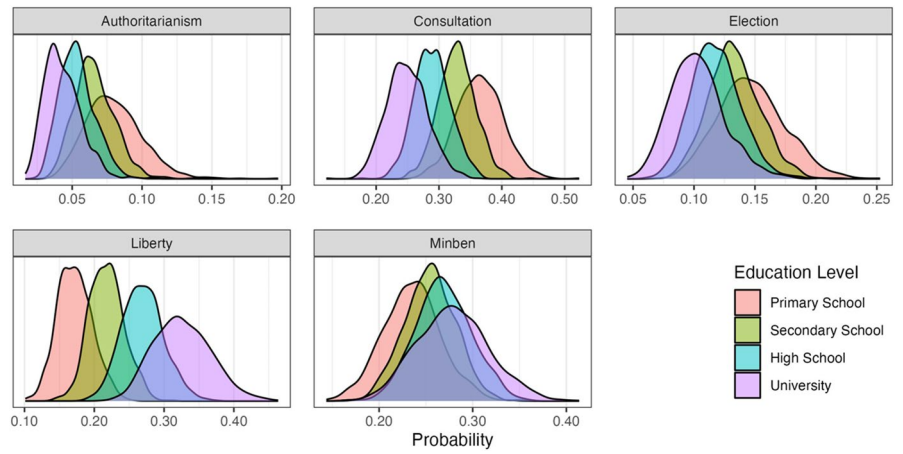 Authoritarianism
Consultation
Election
0.05 0.10 0.15 0.20
0.20 0.30 0.40 0.50
0.05 0.10 0.15 0.20 0.25
Liberty
Minben
0.10 0.20 0.30 0.40
0.20 0.30 0.40
Probability
Education Level
Primary School
Secondary School
High School
University